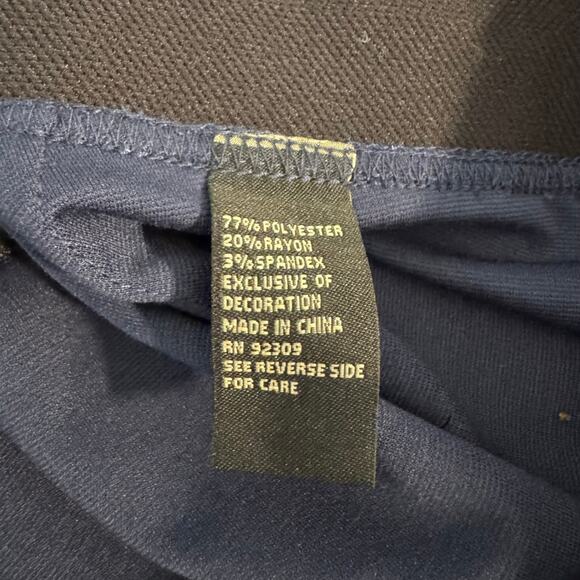 77% POLYESTER
20% RAYON
3% SPANDEX
EXCLUSIVE OF
DECORATION
MADE IN CHINA
RN 92309
SEE REVERSE SIDE
FOR CARE